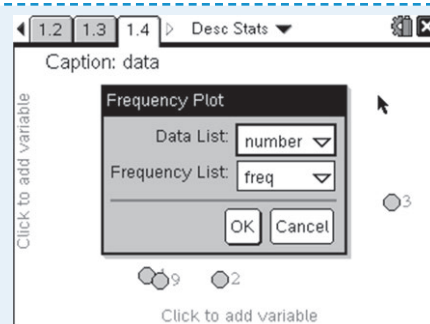 1.2 1.3 1.4 Desc Stats
Caption: data
Click to add variable
Frequency Plot
Data List: number
Frequency List: freq
OK Cancel
3
9 2
Click to add variable